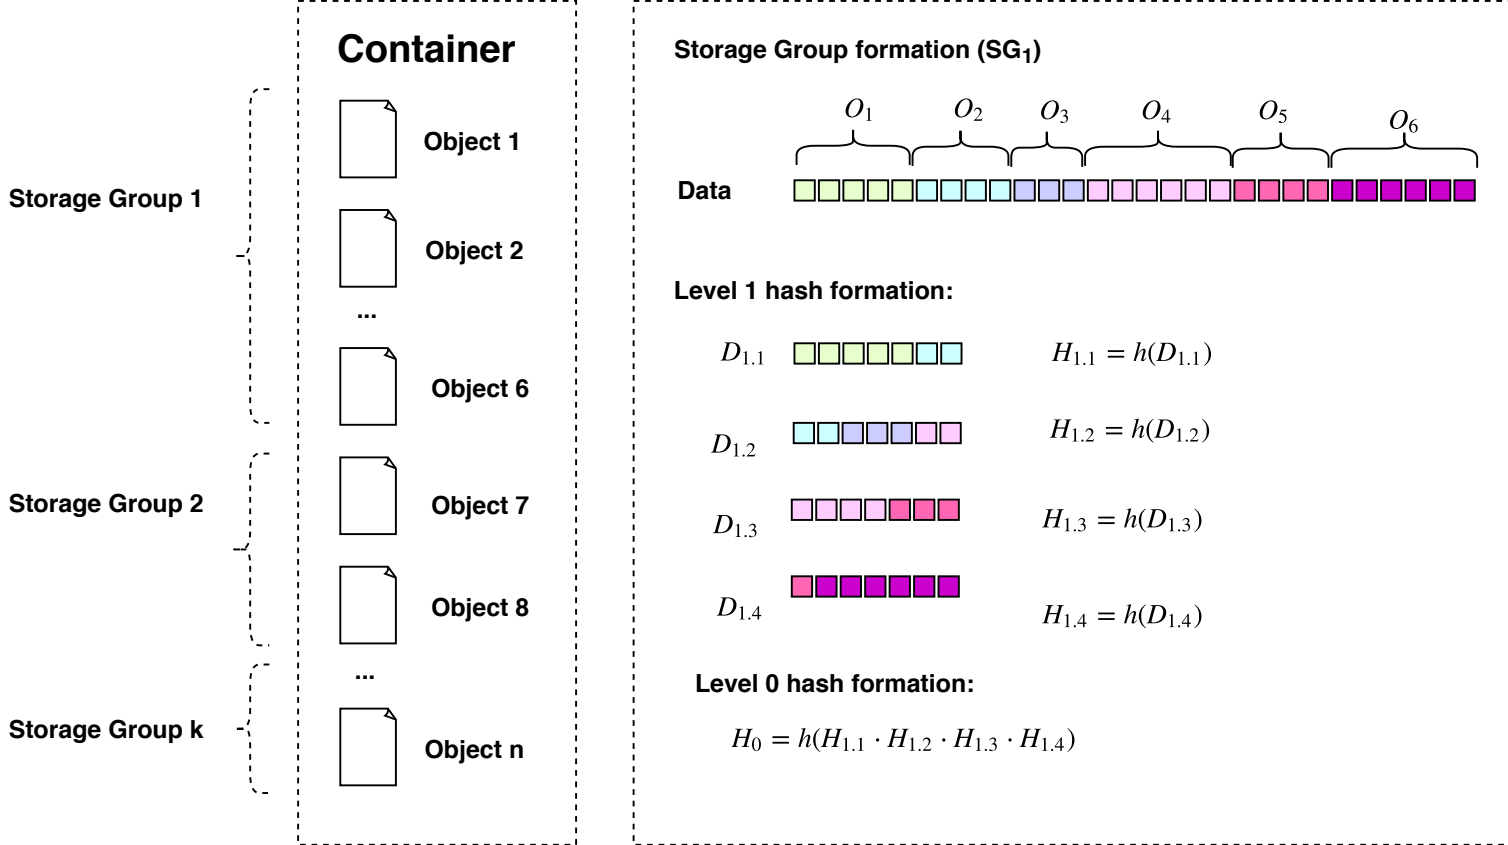 Container
Object 1
Storage Group 1
Object 2
...
Object 6
Storage Group 2
Object 7
Object 8
...
Storage Group k
Object n
Storage Group formation (SG₁)
O₁ O₂ O₃ O₄ O₅ O₆
Data
Level 1 hash formation:
D₁.₁ H₁.₁ = h(D₁.₁)
D₁.₂ H₁.₂ = h(D₁.₂)
D₁.₃ H₁.₃ = h(D₁.₃)
D₁.₄ H₁.₄ = h(D₁.₄)
Level 0 hash formation:
H₀ = h(H₁.₁ · H₁.₂ · H₁.₃ · H₁.₄)